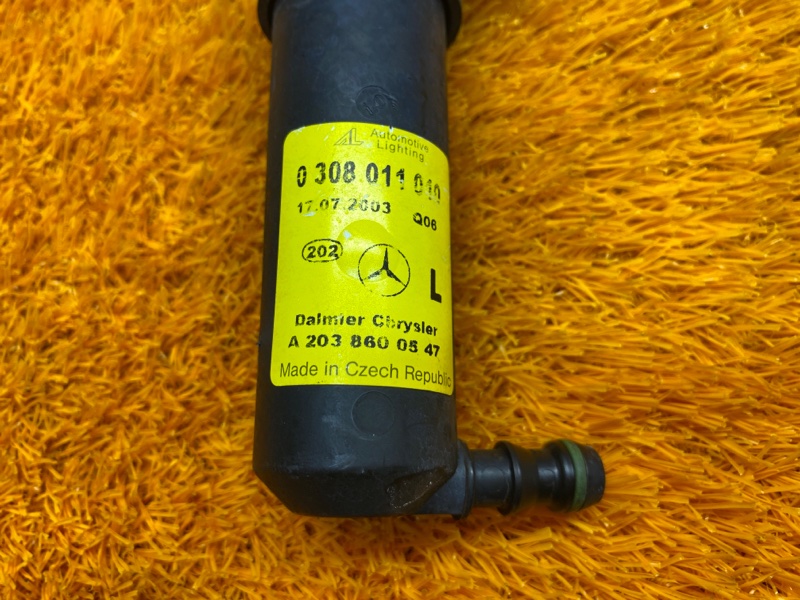 AL Automotive
Lighting
0 308 011 010
17.07.2003 Q06
202
L
Daimler Chrysler
A 203 860 05 47
Made in Czech Republic